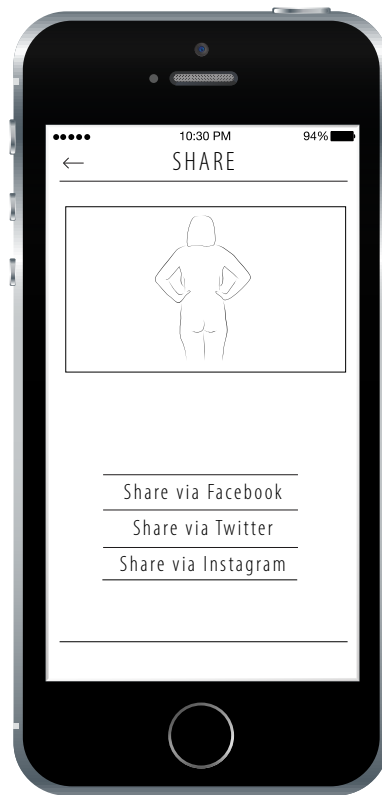 10:30 PM 94%
SHARE
Share via Facebook
Share via Twitter
Share via Instagram